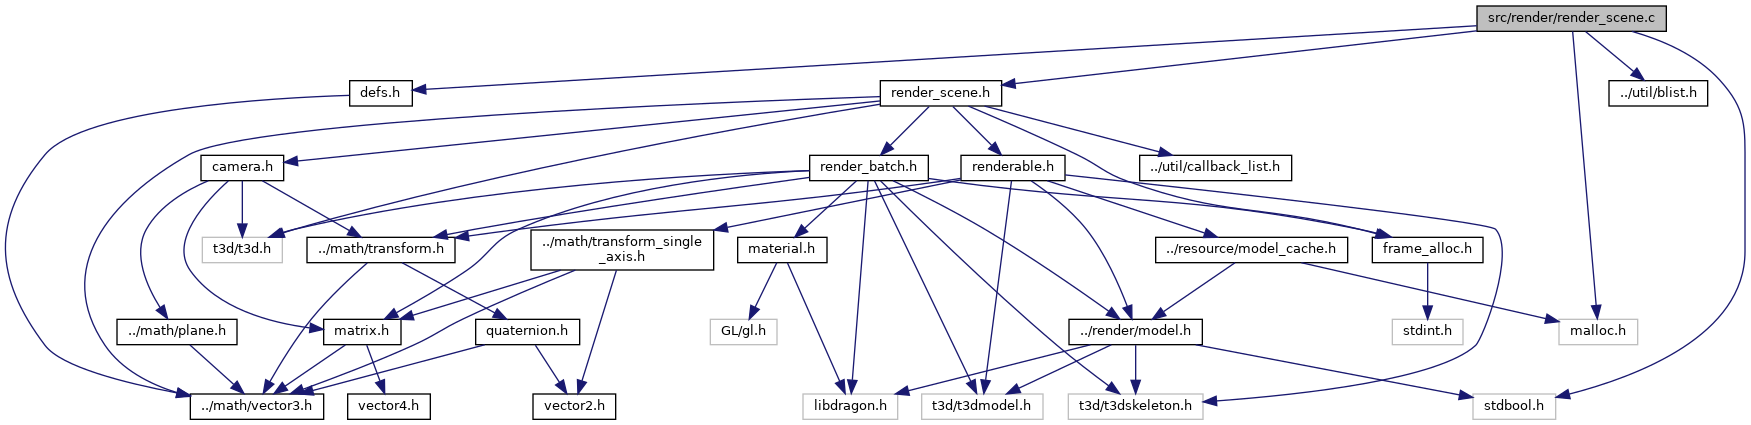 src/render/render_scene.c
defs.h
render_scene.h
../util/blist.h
camera.h
render_batch.h
renderable.h
../util/callback_list.h
t3d/t3d.h
../math/transform.h
../math/transform_single
_axis.h
material.h
../resource/model_cache.h
frame_alloc.h
../math/plane.h
matrix.h
quaternion.h
GL/gl.h
../render/model.h
stdint.h
malloc.h
../math/vector3.h
vector4.h
vector2.h
libdragon.h
t3d/t3dmodel.h
t3d/t3dskeleton.h
stdbool.h